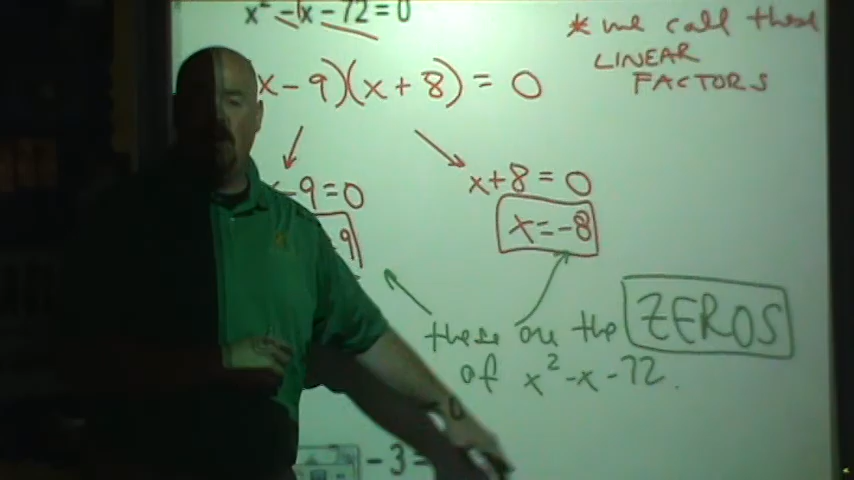 x² - 1x - 72 = 0
* we call these
LINEAR
FACTORS
x - 9)(x + 8) = 0
- 9 = 0
x + 8 = 0
9
x = -8
these are the ZEROS
of x² - x - 72.
- 3 =